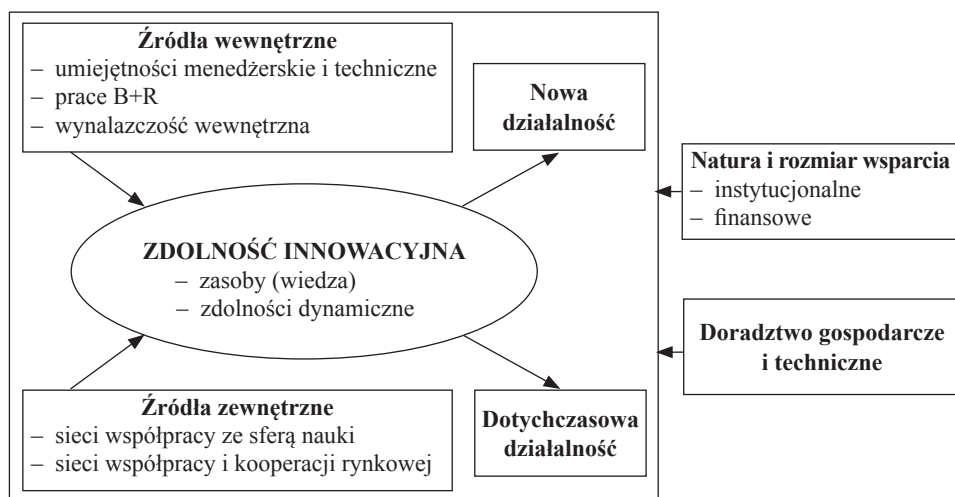 Źródła wewnętrzne
– umiejętności menedżerskie i techniczne
– prace B+R
– wynalazczość wewnętrzna
Nowa
działalność
Natura i rozmiar wsparcia
– instytucjonalne
– finansowe
ZDOLNOŚĆ INNOWACYJNA
– zasoby (wiedza)
– zdolności dynamiczne
Doradztwo gospodarcze
i techniczne
Źródła zewnętrzne
– sieci współpracy ze sferą nauki
– sieci współpracy i kooperacji rynkowej
Dotychczasowa
działalność